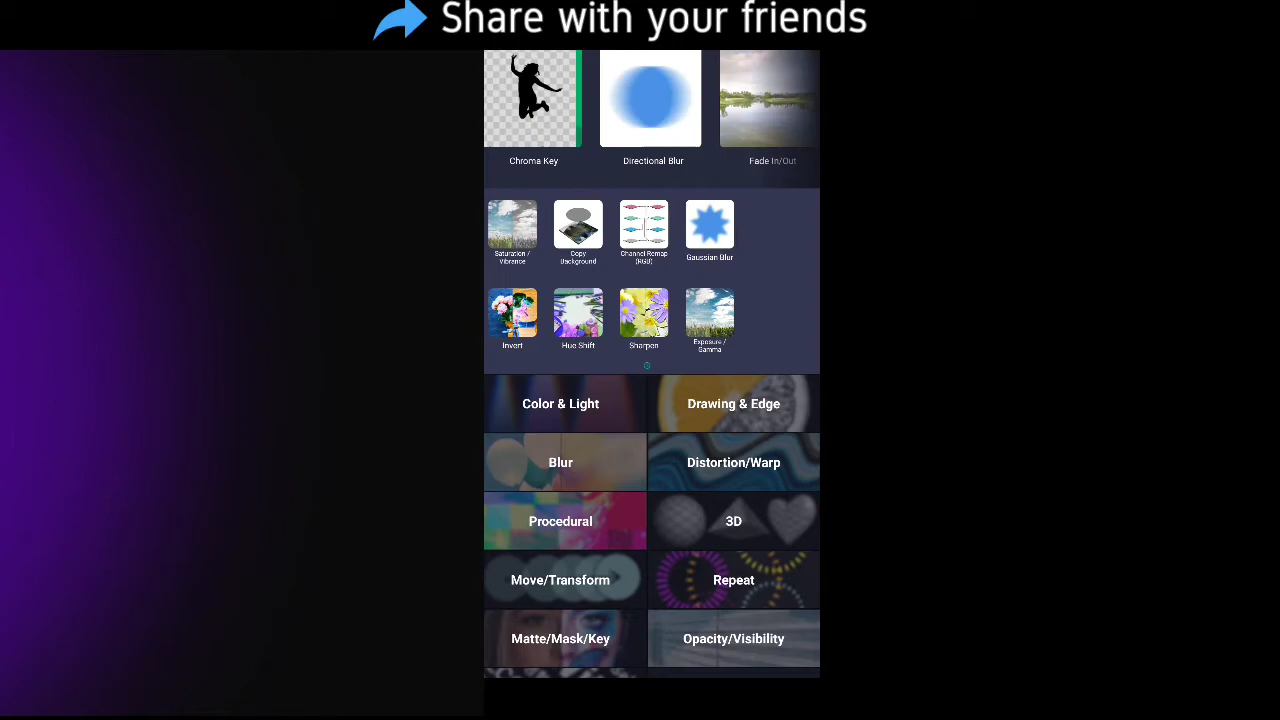 Share with your friends
Chroma Key
Directional Blur
Fade In/Out
Saturation /
Vibrance
Copy
Background
Channel Remap
(RGB)
Gaussian Blur
Invert
Hue Shift
Sharpen
Exposure /
Gamma
Color & Light
Drawing & Edge
Blur
Distortion/Warp
Procedural
3D
Move/Transform
Repeat
Matte/Mask/Key
Opacity/Visibility